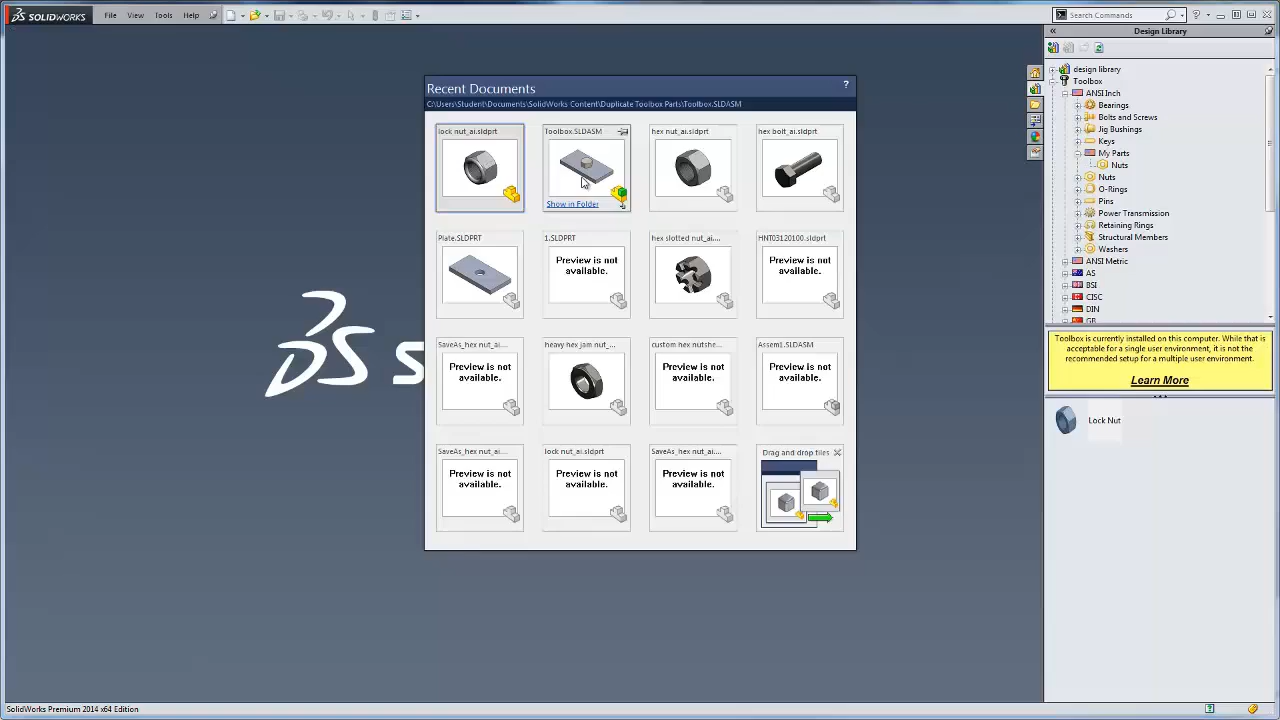 SOLIDWORKS
File View Tools Help
Search Commands
Design Library
Recent Documents
C:\Users\Student\Documents\SolidWorks Content\Duplicate Toolbox Parts\Toolbox.SLDASM
lock nut_ai.sldprt
Toolbox.SLDASM
Show in Folder
hex nut_ai.sldprt
hex bolt_ai.sldprt
Plate.SLDPRT
1.SLDPRT
Preview is not
available.
hex slotted nut_ai....
HNT03120100.sldprt
Preview is not
available.
SaveAs_hex nut_ai....
Preview is not
available.
heavy hex jam nut_...
custom hex nutshe...
Preview is not
available.
Assem1.SLDASM
Preview is not
available.
SaveAs_hex nut_ai....
Preview is not
available.
lock nut_ai.sldprt
Preview is not
available.
SaveAs_hex nut_ai....
Preview is not
available.
Drag and drop tiles
design library
Toolbox
ANSI Inch
Bearings
Bolts and Screws
Jig Bushings
Keys
My Parts
Nuts
Nuts
O-Rings
Pins
Power Transmission
Retaining Rings
Structural Members
Washers
ANSI Metric
AS
BSI
CISC
DIN
GB
Toolbox is currently installed on this computer. While that is
acceptable for a single user environment, it is not the
recommended setup for a multiple user environment.
Learn More
Lock Nut
SolidWorks Premium 2014 x64 Edition